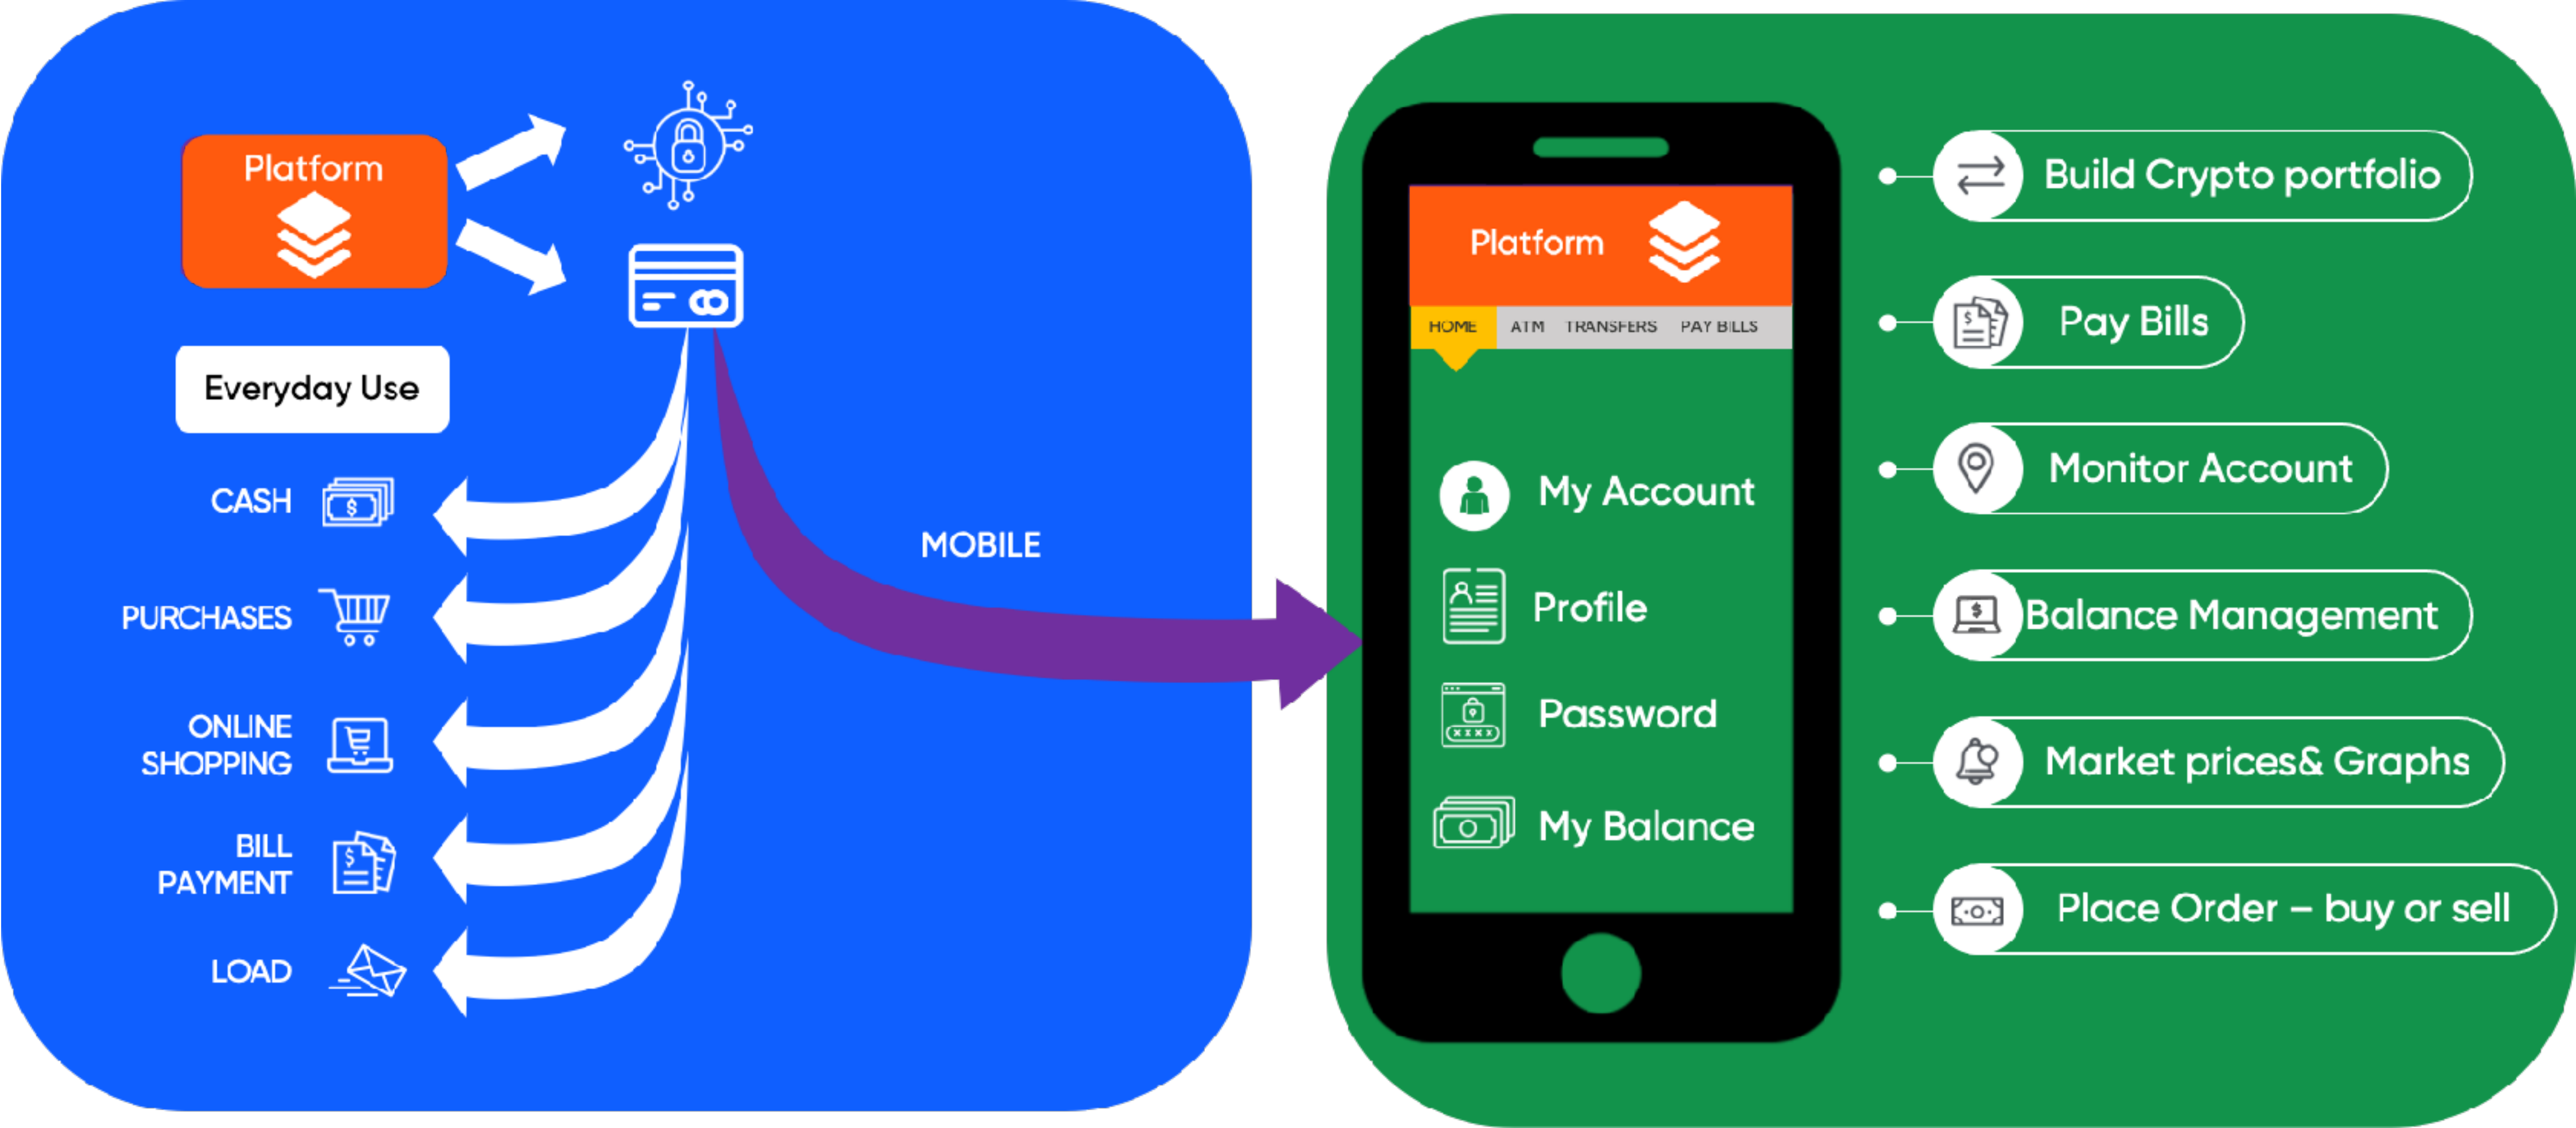 Platform
Everyday Use
CASH
PURCHASES
ONLINE
SHOPPING
BILL
PAYMENT
LOAD
MOBILE
Platform
HOME ATM TRANSFERS PAY BILLS
My Account
Profile
Password
My Balance
Build Crypto portfolio
Pay Bills
Monitor Account
Balance Management
Market prices& Graphs
Place Order – buy or sell